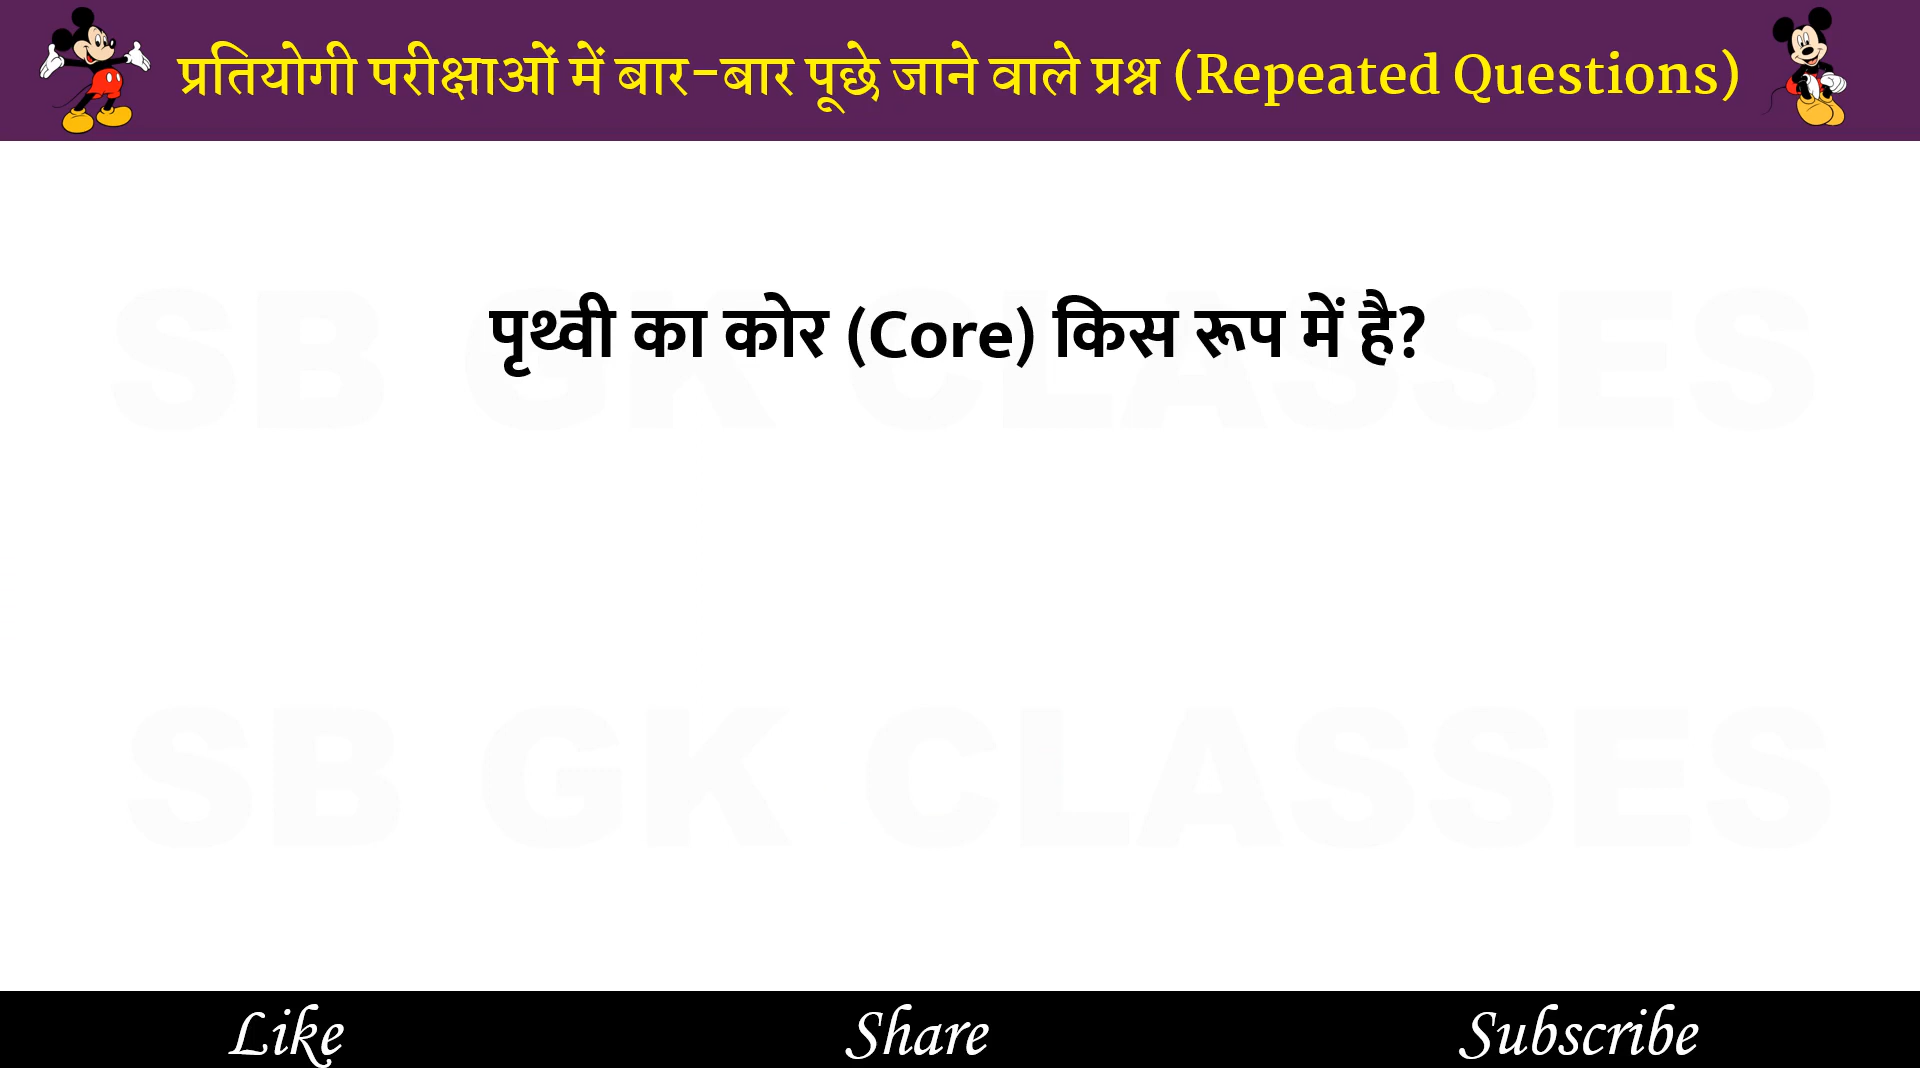 प्रतियोगी परीक्षाओं में बार-बार पूछे जाने वाले प्रश्न (Repeated Questions)
पृथ्वी का कोर (Core) किस रूप में है?
SB GK CLASSES
SB GK CLASSES
Like Share Subscribe